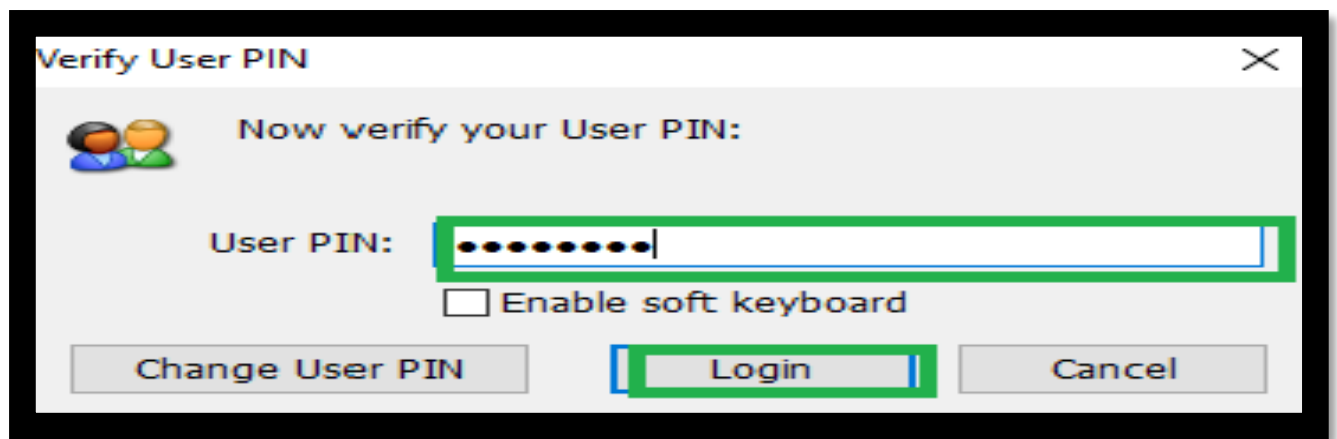 Verify User PIN
Now verify your User PIN:
User PIN: ••••••••
Enable soft keyboard
Change User PIN Login Cancel